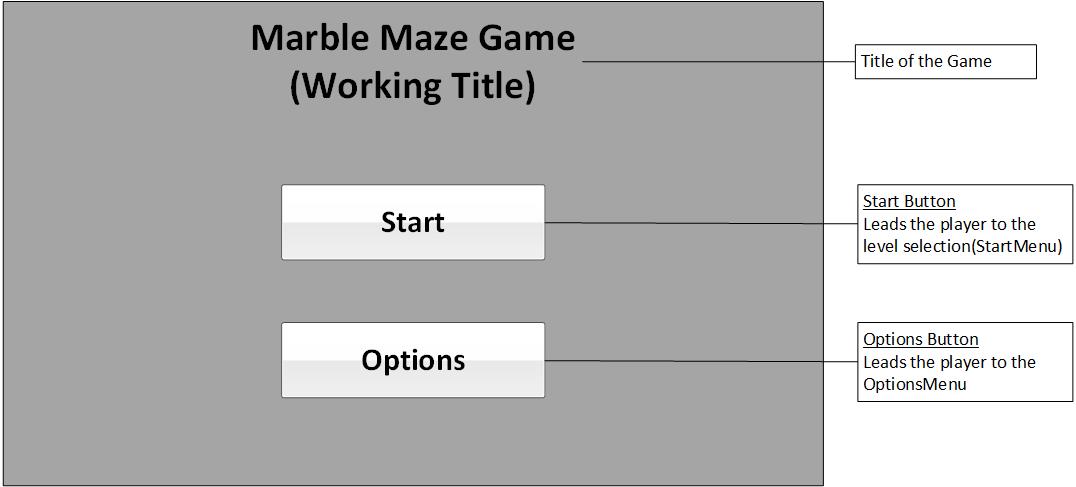 Marble Maze Game
(Working Title)
Title of the Game
Start
Start Button
Leads the player to the
level selection(StartMenu)
Options
Options Button
Leads the player to the
OptionsMenu